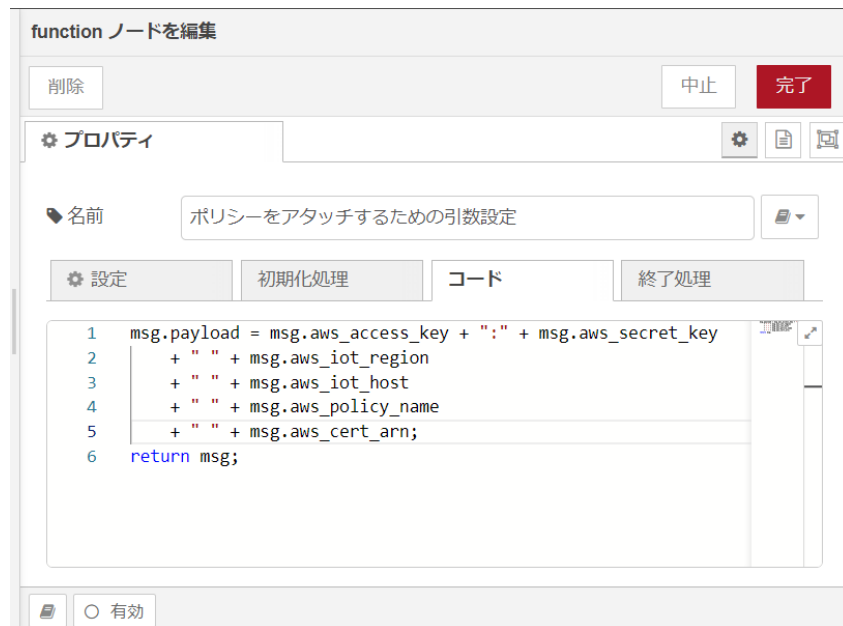 function ノードを編集
削除
中止
完了
プロパティ
名前
ポリシーをアタッチするための引数設定
設定
初期化処理
コード
終了処理
1 msg.payload = msg.aws_access_key + ":" + msg.aws_secret_key
2 + " " + msg.aws_iot_region
3 + " " + msg.aws_iot_host
4 + " " + msg.aws_policy_name
5 + " " + msg.aws_cert_arn;
6 return msg;
有効